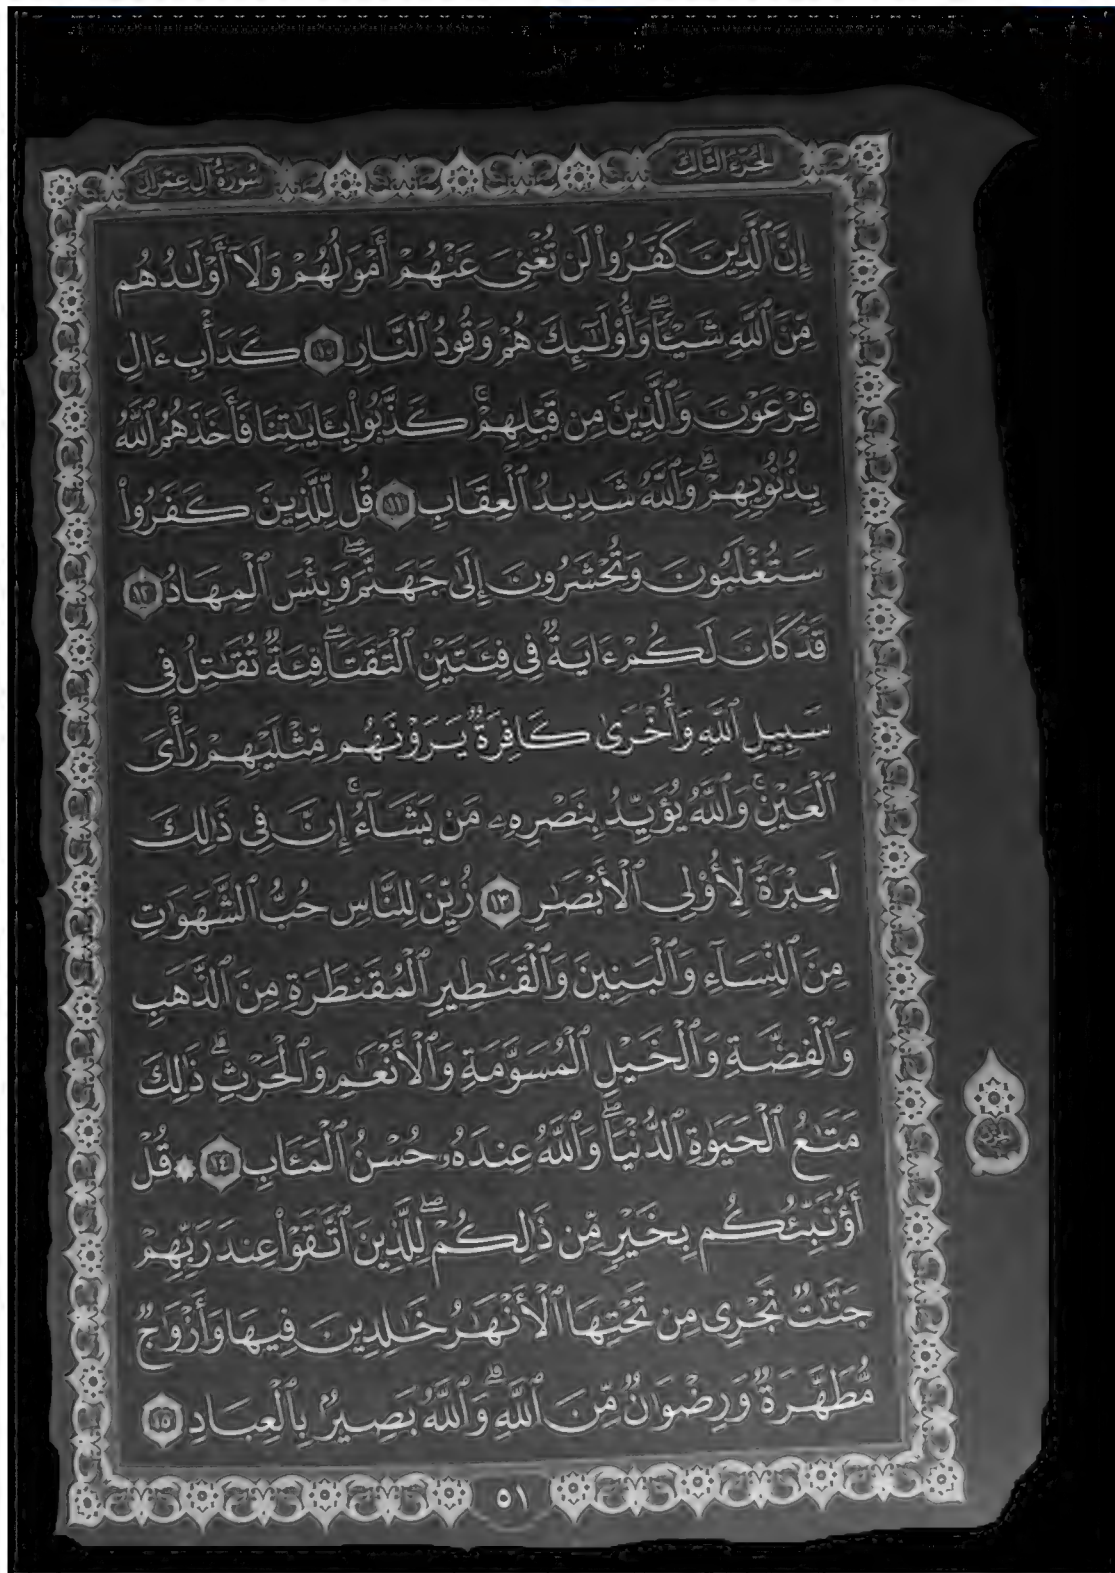 الجزء الثالث
سورة آل عمران
إِنَّ ٱلَّذِينَ كَفَرُوا۟ لَن تُغْنِىَ عَنْهُمْ أَمْوَٰلُهُمْ وَلَآ أَوْلَـٰدُهُم
مِّنَ ٱللَّهِ شَيْـًٔا ۖ وَأُو۟لَـٰٓئِكَ هُمْ وَقُودُ ٱلنَّارِ ١٠ كَدَأْبِ ءَالِ
فِرْعَوْنَ وَٱلَّذِينَ مِن قَبْلِهِمْ ۚ كَذَّبُوا۟ بِـَٔايَـٰتِنَا فَأَخَذَهُمُ ٱللَّهُ
بِذُنُوبِهِمْ ۗ وَٱللَّهُ شَدِيدُ ٱلْعِقَابِ ١١ قُل لِّلَّذِينَ كَفَرُوا۟
سَتُغْلَبُونَ وَتُحْشَرُونَ إِلَىٰ جَهَنَّمَ ۖ وَبِئْسَ ٱلْمِهَادُ ١٢
قَدْ كَانَ لَكُمْ ءَايَةٌ فِى فِئَتَيْنِ ٱلْتَقَتَا ۖ فِئَةٌ تُقَـٰتِلُ فِى
سَبِيلِ ٱللَّهِ وَأُخْرَىٰ كَافِرَةٌ يَرَوْنَهُم مِّثْلَيْهِمْ رَأْىَ
ٱلْعَيْنِ ۚ وَٱللَّهُ يُؤَيِّدُ بِنَصْرِهِۦ مَن يَشَآءُ ۗ إِنَّ فِى ذَٰلِكَ
لَعِبْرَةً لِّأُو۟لِى ٱلْأَبْصَـٰرِ ١٣ زُيِّنَ لِلنَّاسِ حُبُّ ٱلشَّهَوَٰتِ
مِنَ ٱلنِّسَآءِ وَٱلْبَنِينَ وَٱلْقَنَـٰطِيرِ ٱلْمُقَنطَرَةِ مِنَ ٱلذَّهَبِ
وَٱلْفِضَّةِ وَٱلْخَيْلِ ٱلْمُسَوَّمَةِ وَٱلْأَنْعَـٰمِ وَٱلْحَرْثِ ۗ ذَٰلِكَ
مَتَـٰعُ ٱلْحَيَوٰةِ ٱلدُّنْيَا ۖ وَٱللَّهُ عِندَهُۥ حُسْنُ ٱلْمَـَٔابِ ١٤ ۞ قُلْ
أَؤُنَبِّئُكُم بِخَيْرٍ مِّن ذَٰلِكُمْ ۖ لِلَّذِينَ ٱتَّقَوْا۟ عِندَ رَبِّهِمْ
جَنَّـٰتٌ تَجْرِى مِن تَحْتِهَا ٱلْأَنْهَـٰرُ خَـٰلِدِينَ فِيهَا وَأَزْوَٰجٌ
مُّطَهَّرَةٌ وَرِضْوَٰنٌ مِّنَ ٱللَّهِ ۗ وَٱللَّهُ بَصِيرٌۢ بِٱلْعِبَادِ ١٥
٥١